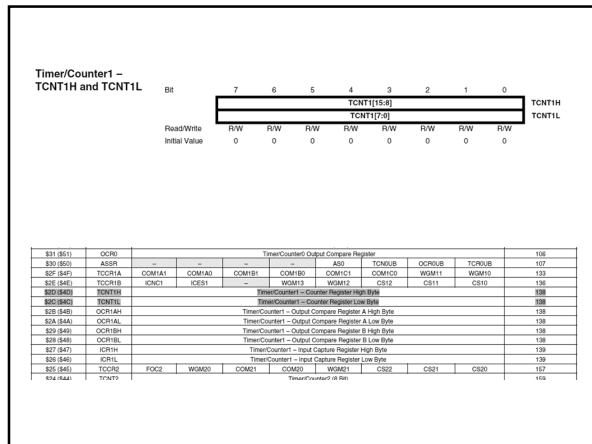 Timer/Counter1 –
TCNT1H and TCNT1L
Bit 7 6 5 4 3 2 1 0
TCNT1[15:8] TCNT1H
TCNT1[7:0] TCNT1L
Read/Write R/W R/W R/W R/W R/W R/W R/W R/W
Initial Value 0 0 0 0 0 0 0 0
$31 ($51) OCR0 Timer/Counter0 Output Compare Register 106
$30 ($50) ASSR – – – – AS0 TCN0UB OCR0UB TCR0UB 107
$2F ($4F) TCCR1A COM1A1 COM1A0 COM1B1 COM1B0 COM1C1 COM1C0 WGM11 WGM10 133
$2E ($4E) TCCR1B ICNC1 ICES1 – WGM13 WGM12 CS12 CS11 CS10 136
$2D ($4D) TCNT1H Timer/Counter1 – Counter Register High Byte 138
$2C ($4C) TCNT1L Timer/Counter1 – Counter Register Low Byte 138
$2B ($4B) OCR1AH Timer/Counter1 – Output Compare Register A High Byte 138
$2A ($4A) OCR1AL Timer/Counter1 – Output Compare Register A Low Byte 138
$29 ($49) OCR1BH Timer/Counter1 – Output Compare Register B High Byte 138
$28 ($48) OCR1BL Timer/Counter1 – Output Compare Register B Low Byte 138
$27 ($47) ICR1H Timer/Counter1 – Input Capture Register High Byte 139
$26 ($46) ICR1L Timer/Counter1 – Input Capture Register Low Byte 139
$25 ($45) TCCR2 FOC2 WGM20 COM21 COM20 WGM21 CS22 CS21 CS20 157
$24 ($44) TCNT2 Timer/Counter2 (8 Bit) 159